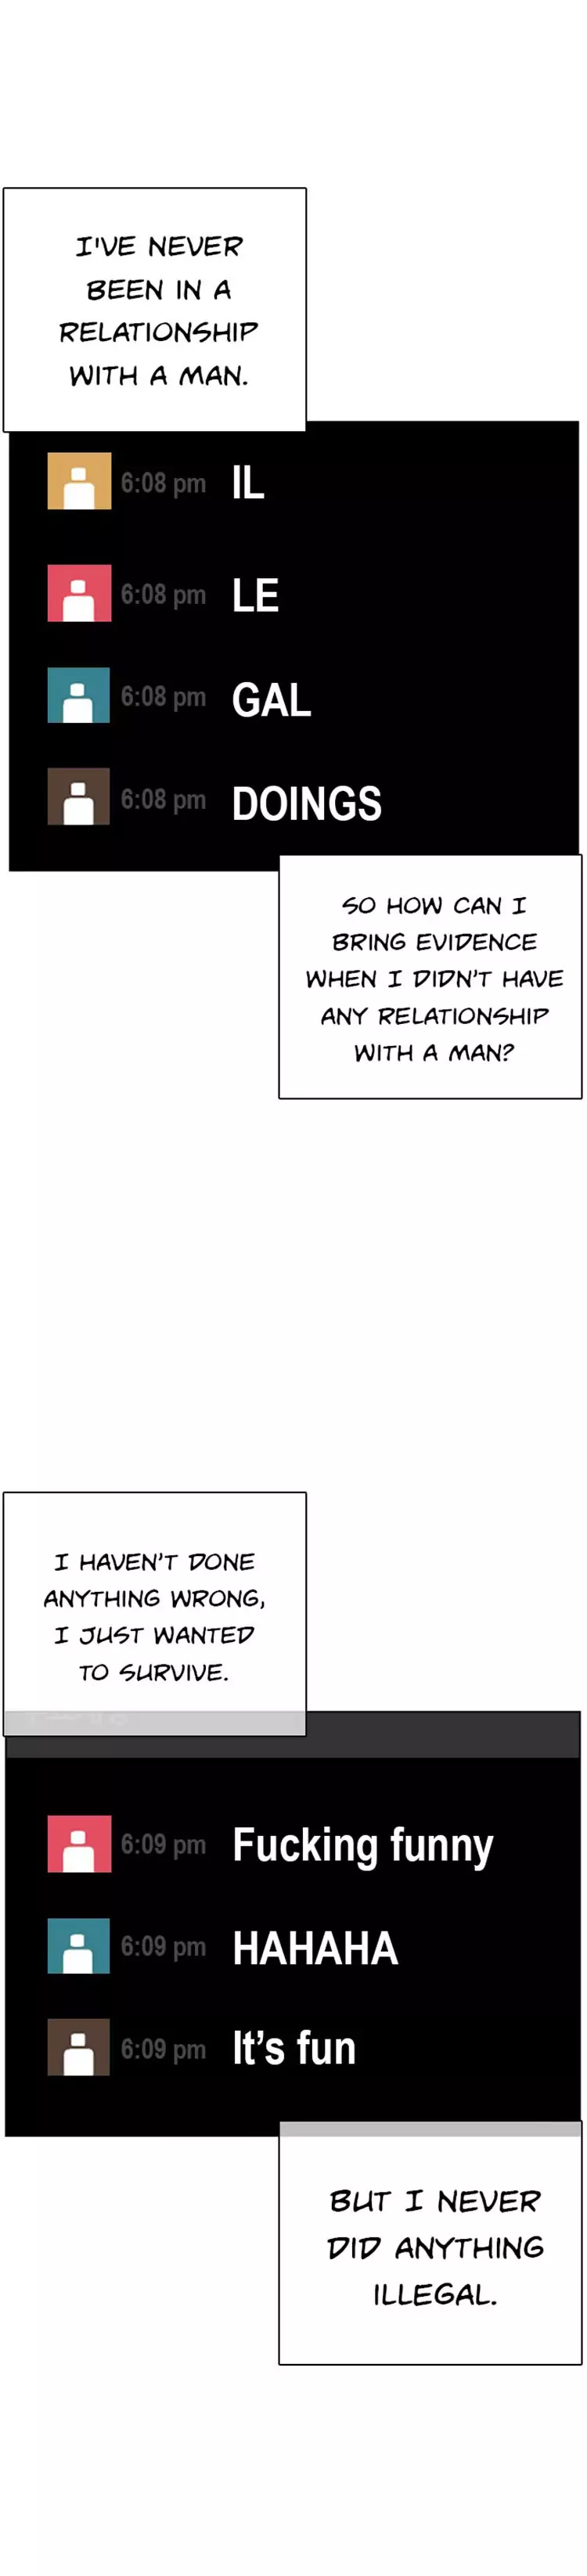 I'VE NEVER
BEEN IN A
RELATIONSHIP
WITH A MAN.
6:08 pm IL
6:08 pm LE
6:08 pm GAL
6:08 pm DOINGS
SO HOW CAN I
BRING EVIDENCE
WHEN I DIDN'T HAVE
ANY RELATIONSHIP
WITH A MAN?
I HAVEN'T DONE
ANYTHING WRONG,
I JUST WANTED
TO SURVIVE.
6:09 pm Fucking funny
6:09 pm HAHAHA
6:09 pm It’s fun
BUT I NEVER
DID ANYTHING
ILLEGAL.